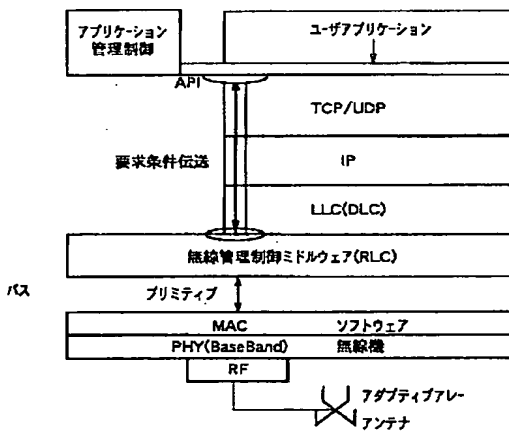 アプリケーション
管理制御
ユーザアプリケーション
API
TCP/UDP
要求条件伝送
IP
LLC(DLC)
無線管理制御ミドルウェア(RLC)
バス
プリミティブ
MAC
ソフトウェア
PHY(BaseBand)
無線機
RF
アダプティブアレー
アンテナ